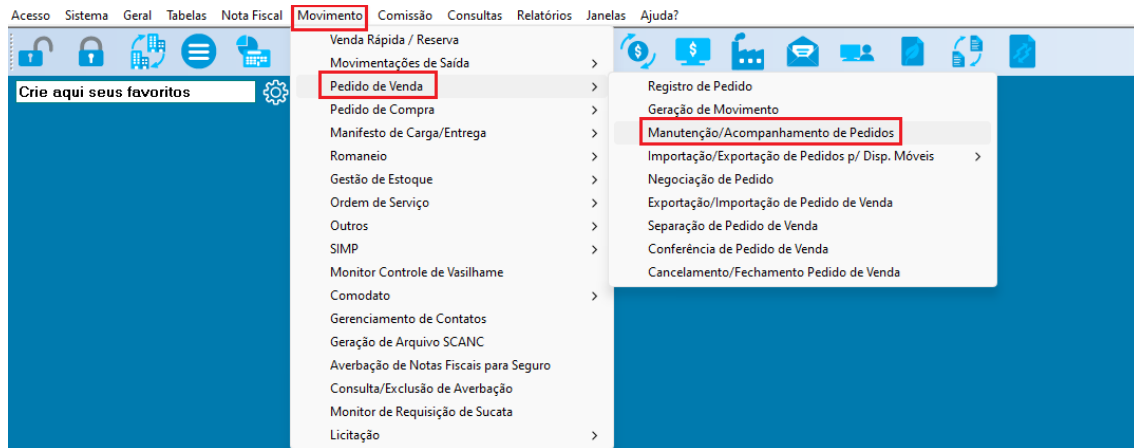 Acesso Sistema Geral Tabelas Nota Fiscal Movimento Comissão Consultas Relatórios Janelas Ajuda?
Crie aqui seus favoritos
Venda Rápida / Reserva
Movimentações de Saída
Pedido de Venda
Pedido de Compra
Manifesto de Carga/Entrega
Romaneio
Gestão de Estoque
Ordem de Serviço
Outros
SIMP
Monitor Controle de Vasilhame
Comodato
Gerenciamento de Contatos
Geração de Arquivo SCANC
Averbação de Notas Fiscais para Seguro
Consulta/Exclusão de Averbação
Monitor de Requisição de Sucata
Licitação
Registro de Pedido
Geração de Movimento
Manutenção/Acompanhamento de Pedidos
Importação/Exportação de Pedidos p/ Disp. Móveis
Negociação de Pedido
Exportação/Importação de Pedido de Venda
Separação de Pedido de Venda
Conferência de Pedido de Venda
Cancelamento/Fechamento Pedido de Venda